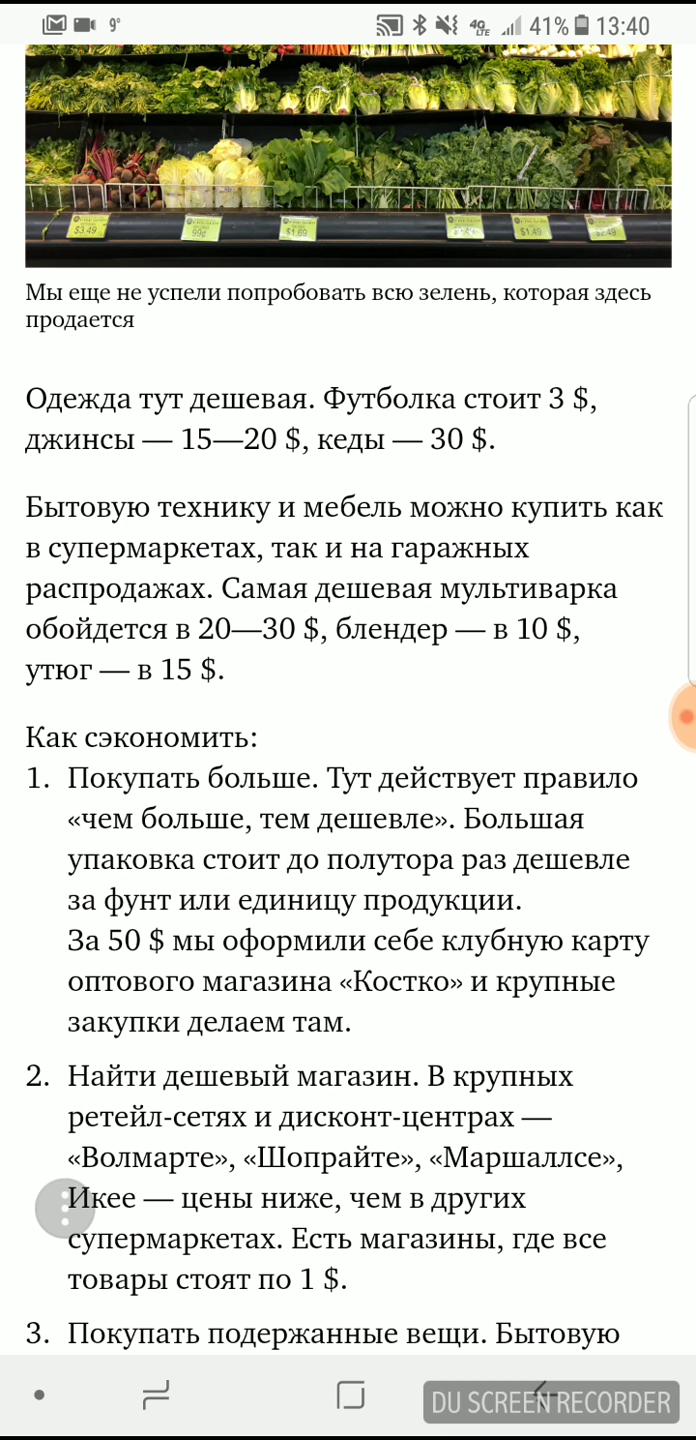 9°
4G LTE 41% 13:40
$3.49 99¢ $1.69 $1.49
Мы еще не успели попробовать всю зелень, которая здесь
продается
Одежда тут дешевая. Футболка стоит 3 $,
джинсы — 15—20 $, кеды — 30 $.
Бытовую технику и мебель можно купить как
в супермаркетах, так и на гаражных
распродажах. Самая дешевая мультиварка
обойдется в 20—30 $, блендер — в 10 $,
утюг — в 15 $.
Как сэкономить:
1. Покупать больше. Тут действует правило
«чем больше, тем дешевле». Большая
упаковка стоит до полутора раз дешевле
за фунт или единицу продукции.
За 50 $ мы оформили себе клубную карту
оптового магазина «Костко» и крупные
закупки делаем там.
2. Найти дешевый магазин. В крупных
ретейл-сетях и дисконт-центрах —
«Волмарте», «Шопрайте», «Маршаллсе»,
Икее — цены ниже, чем в других
супермаркетах. Есть магазины, где все
товары стоят по 1 $.
3. Покупать подержанные вещи. Бытовую
DU SCREEN RECORDER